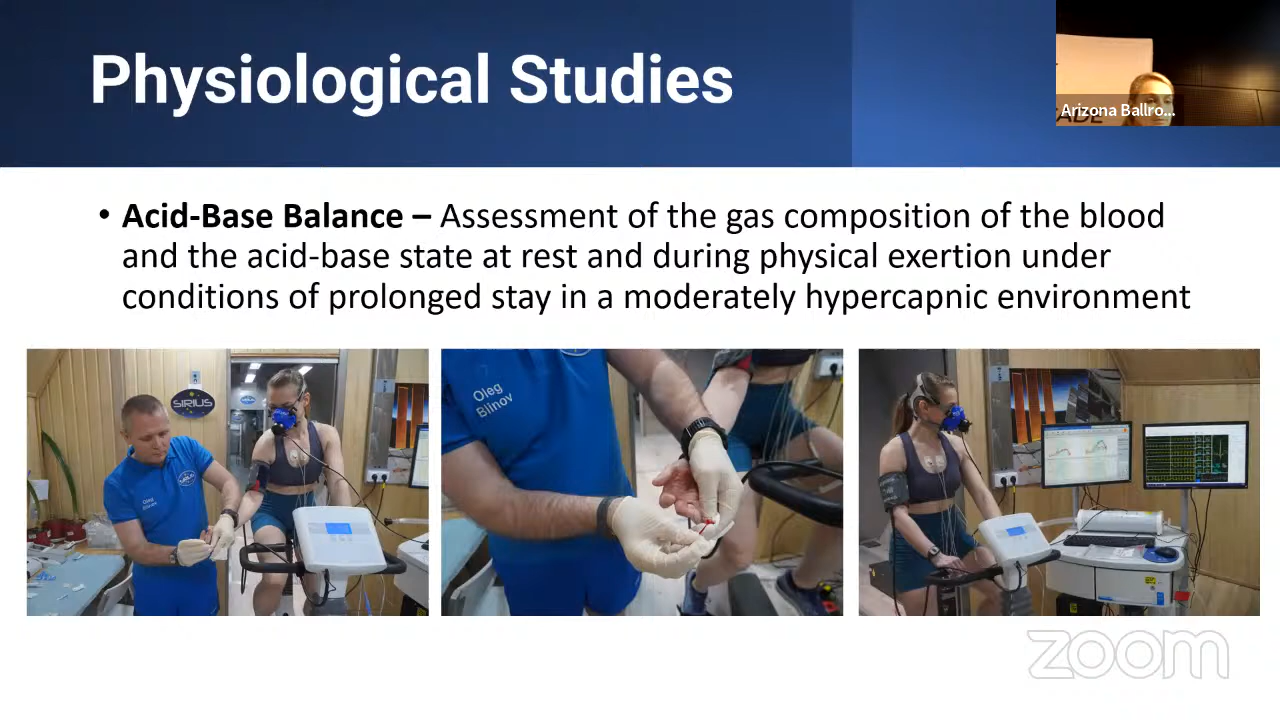 Physiological Studies
Arizona Ballro...
• Acid-Base Balance – Assessment of the gas composition of the blood
and the acid-base state at rest and during physical exertion under
conditions of prolonged stay in a moderately hypercapnic environment
SIRIUS
Oleg
Blinov
zoom